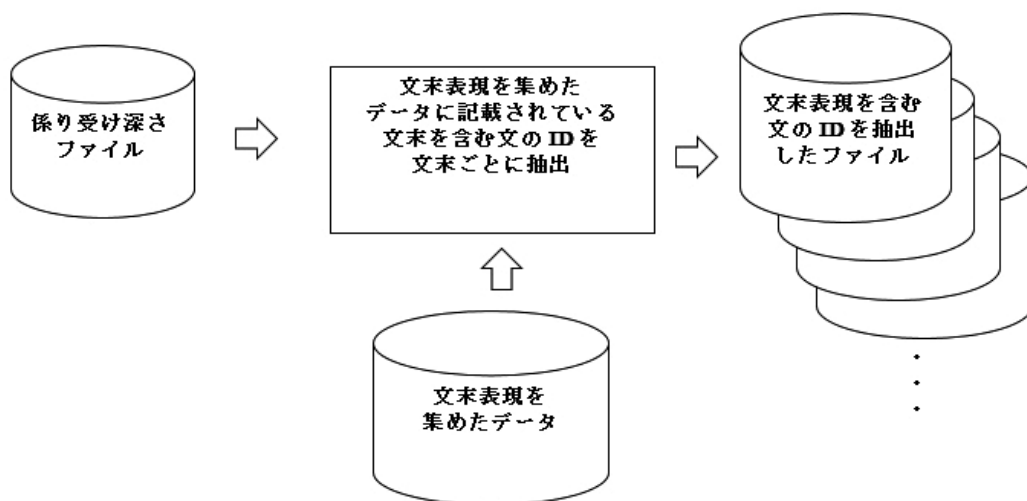 係り受け深さ
ファイル
文末表現を集めた
データに記載されている
文末を含む文のIDを
文末ごとに抽出
文末表現を含む
文のIDを抽出
したファイル
文末表現を
集めたデータ